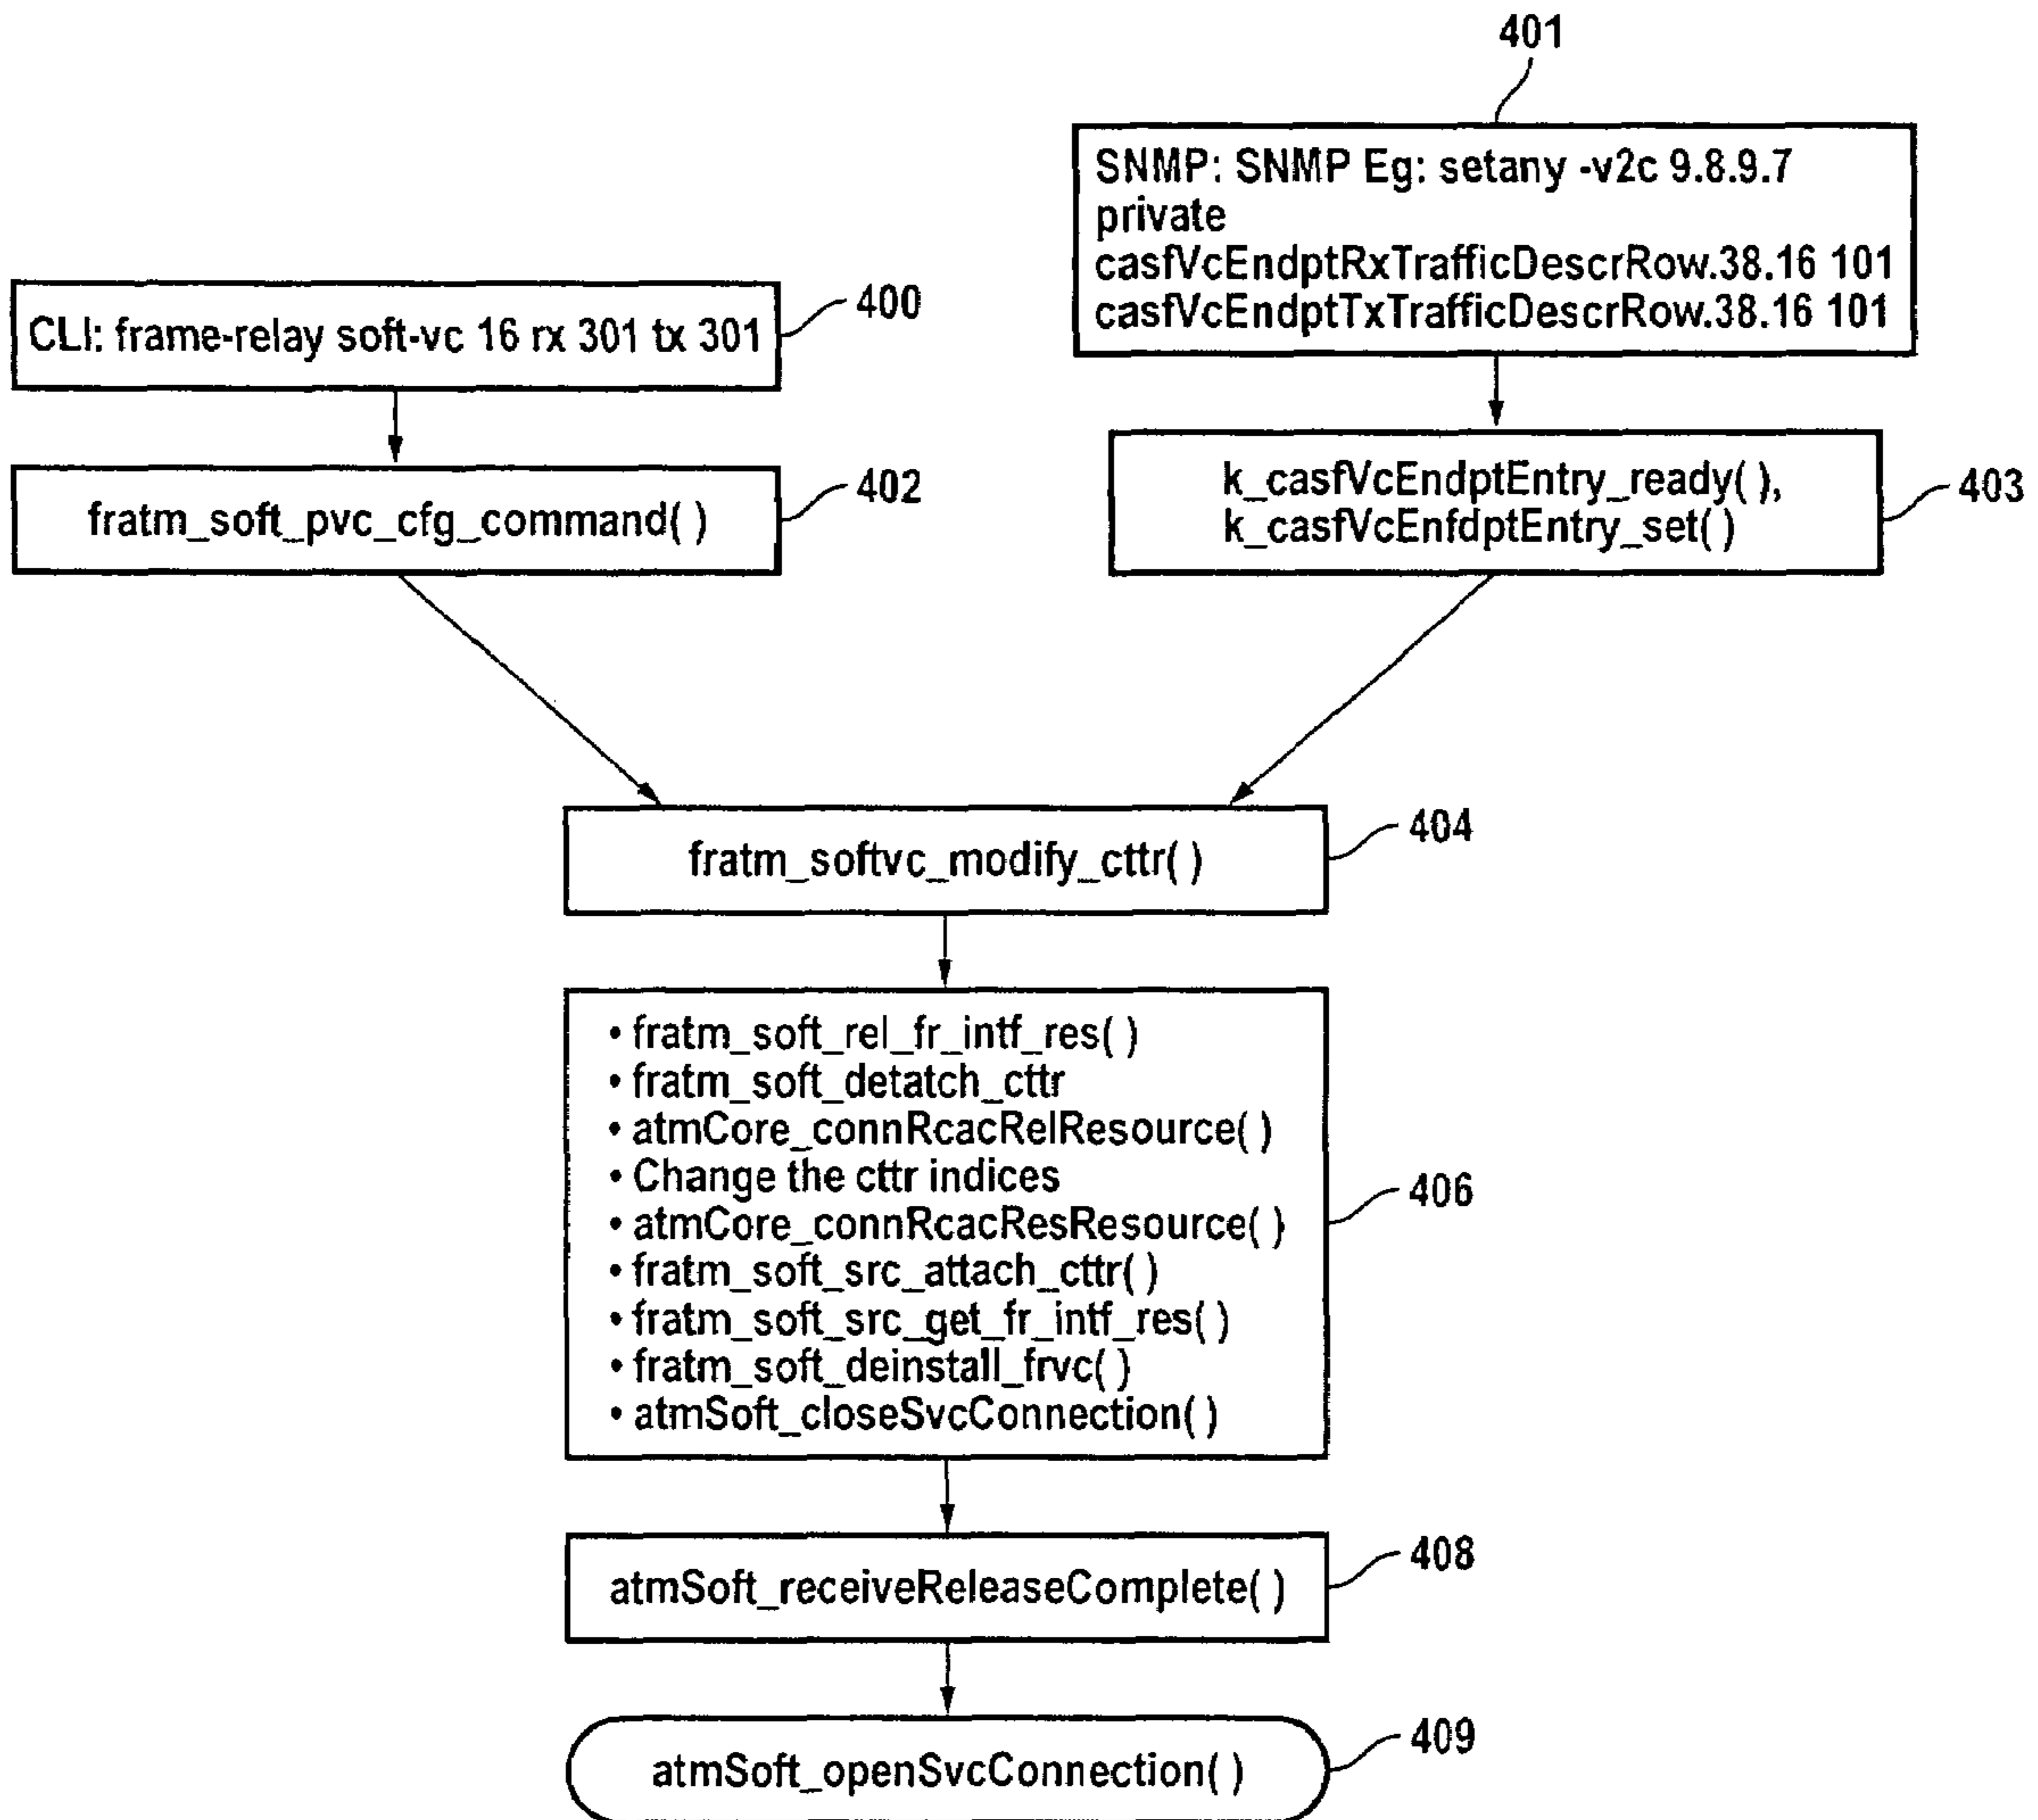 401
SNMP: SNMP Eg: setany -v2c 9.8.9.7
private
casfVcEndptRxTrafficDescrRow.38.16 101
casfVcEndptTxTrafficDescrRow.38.16 101
CLI: frame-relay soft-vc 16 rx 301 tx 301
400
fratm_soft_pvc_cfg_command( )
402
k_casfVcEndptEntry_ready( ),
k_casfVcEnfdptEntry_set( )
403
fratm_softvc_modify_cttr( )
404
• fratm_soft_rel_fr_intf_res( )
• fratm_soft_detatch_cttr
• atmCore_connRcacRelResource( )
• Change the cttr indices
• atmCore_connRcacResResource( )
• fratm_soft_src_attach_cttr( )
• fratm_soft_src_get_fr_intf_res( )
• fratm_soft_deinstall_frvc( )
• atmSoft_closeSvcConnection( )
406
atmSoft_receiveReleaseComplete( )
408
atmSoft_openSvcConnection( )
409